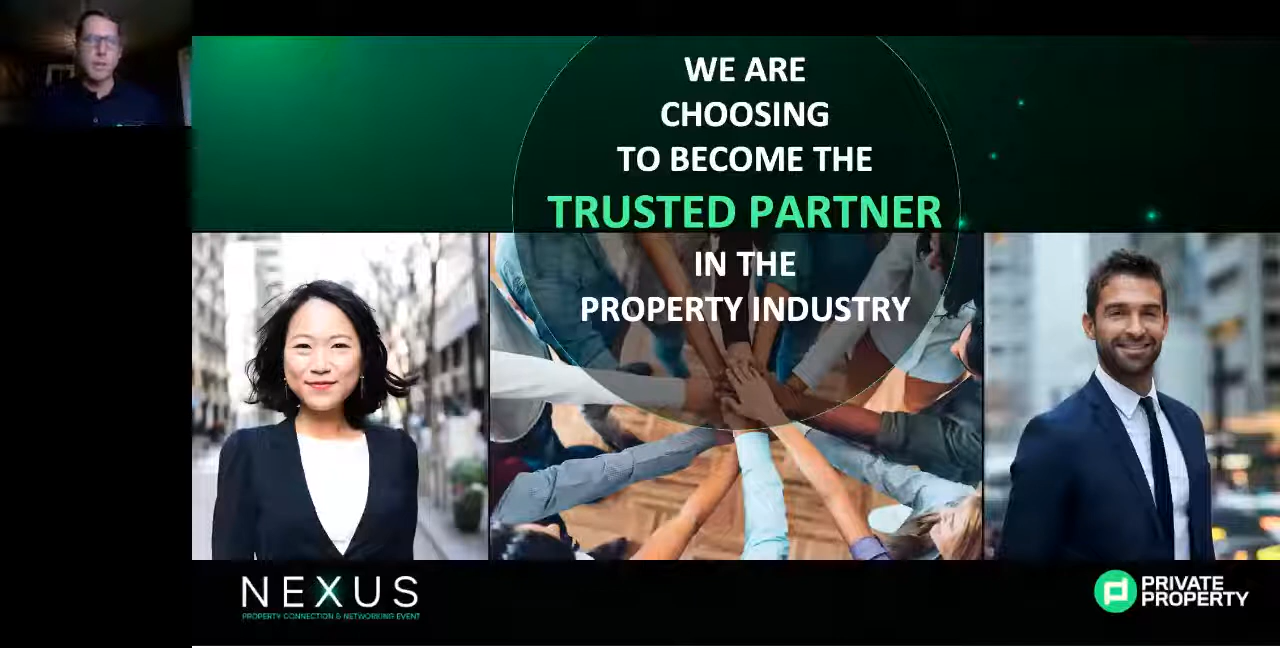 WE ARE
CHOOSING
TO BECOME THE
TRUSTED PARTNER
IN THE
PROPERTY INDUSTRY
NEXUS
PROPERTY CONNECTION & NETWORKING EVENT
PRIVATE
PROPERTY